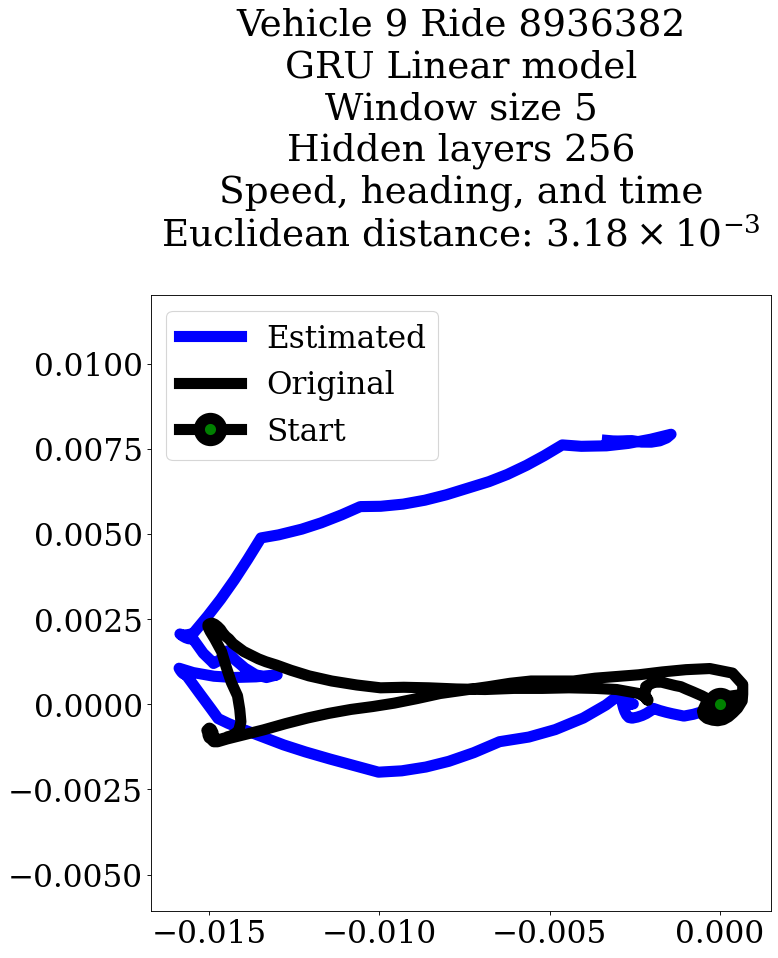 Vehicle 9 Ride 8936382
GRU Linear model
Window size 5
Hidden layers 256
Speed, heading, and time
Euclidean distance: 3.18 × 10⁻³
Estimated
Original
Start
0.0100
0.0075
0.0050
0.0025
0.0000
−0.0025
−0.0050
−0.015 −0.010 −0.005 0.000